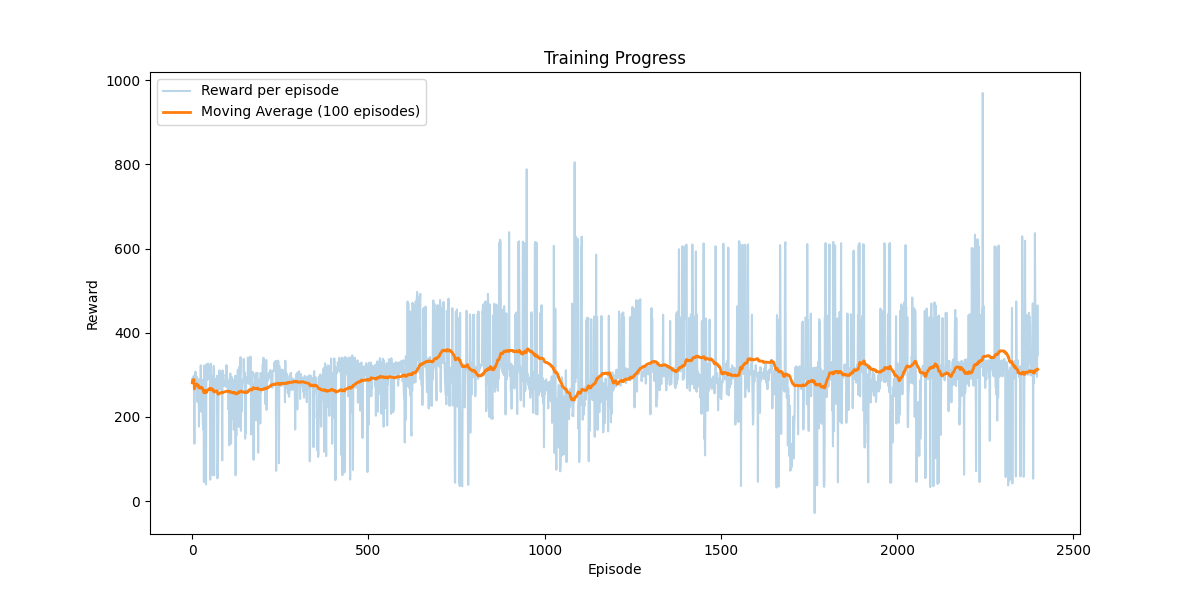 Training Progress
Reward per episode
Moving Average (100 episodes)
1000
800
600
400
200
0
Reward
0 500 1000 1500 2000 2500
Episode